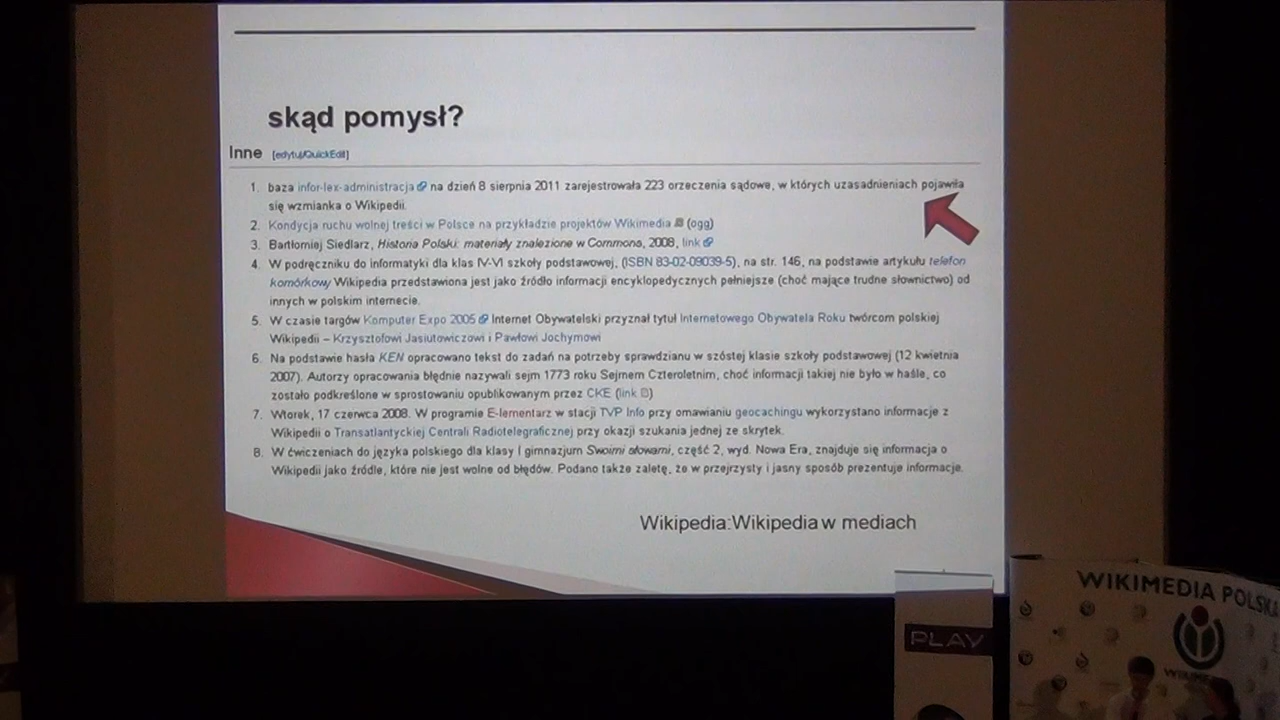 skąd pomysł?
Inne [edytuj/QuickEdit]
1. baza infor-lex-administracja na dzień 8 sierpnia 2011 zarejestrowała 223 orzeczenia sądowe, w których uzasadnieniach pojawiła
się wzmianka o Wikipedii.
2. Kondycja ruchu wolnej treści w Polsce na przykładzie projektów Wikimedia (ogg)
3. Bartłomiej Siedlarz, Historia Polski: materiały znalezione w Commons, 2008, link
4. W podręczniku do informatyki dla klas IV-VI szkoły podstawowej, (ISBN 83-02-09039-5), na str. 146, na podstawie artykułu telefon
komórkowy Wikipedia przedstawiona jest jako źródło informacji encyklopedycznych pełniejsze (choć mające trudne słownictwo) od
innych w polskim internecie.
5. W czasie targów Komputer Expo 2005 Internet Obywatelski przyznał tytuł Internetowego Obywatela Roku twórcom polskiej
Wikipedii – Krzysztofowi Jasiutowiczowi i Pawłowi Jochymowi
6. Na podstawie hasła KEN opracowano tekst do zadań na potrzeby sprawdzianu w szóstej klasie szkoły podstawowej (12 kwietnia
2007). Autorzy opracowania błędnie nazywali sejm 1773 roku Sejmem Czteroletnim, choć informacji takiej nie było w haśle, co
zostało podkreślone w sprostowaniu opublikowanym przez CKE (link)
7. Wtorek, 17 czerwca 2008. W programie E-lementarz w stacji TVP Info przy omawianiu geocachingu wykorzystano informacje z
Wikipedii o Transatlantyckiej Centrali Radiotelegraficznej przy okazji szukania jednej ze skrytek.
8. W ćwiczeniach do języka polskiego dla klasy I gimnazjum Swoimi słowami, część 2, wyd. Nowa Era, znajduje się informacja o
Wikipedii jako źródle, które nie jest wolne od błędów. Podano także zaletę, że w przejrzysty i jasny sposób prezentuje informacje.
Wikipedia:Wikipedia w mediach
WIKIMEDIA POLSKA
PLAY